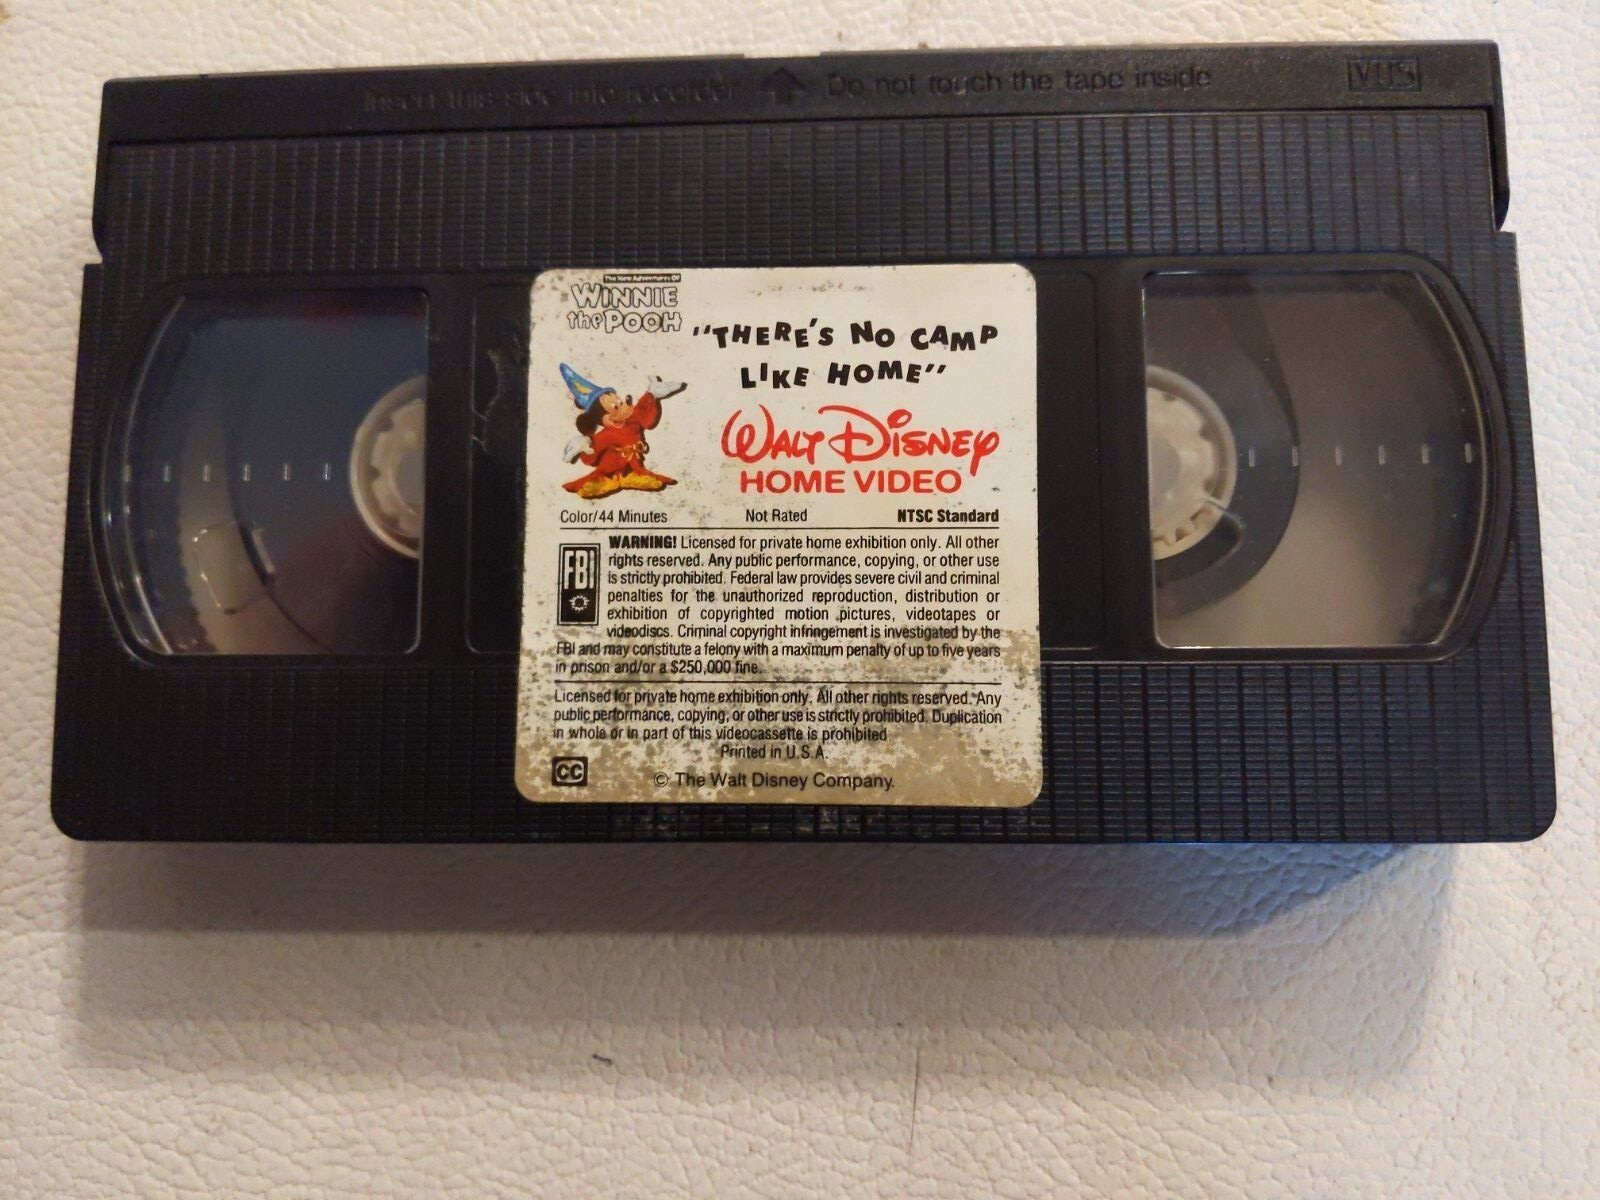 Insert this side into recorder Do not touch the tape inside VHS
The New Adventures Of
WINNIE
the POOH
"THERE'S NO CAMP
LIKE HOME"
WALT DISNEY
HOME VIDEO
Color/44 Minutes Not Rated NTSC Standard
FBI
WARNING! Licensed for private home exhibition only. All other
rights reserved. Any public performance, copying, or other use
is strictly prohibited. Federal law provides severe civil and criminal
penalties for the unauthorized reproduction, distribution or
exhibition of copyrighted motion pictures, videotapes or
videodiscs. Criminal copyright infringement is investigated by the
FBI and may constitute a felony with a maximum penalty of up to five years
in prison and/or a $250,000 fine.
Licensed for private home exhibition only. All other rights reserved. Any
public performance, copying, or other use is strictly prohibited. Duplication
in whole or in part of this videocassette is prohibited
Printed in U.S.A.
CC © The Walt Disney Company.